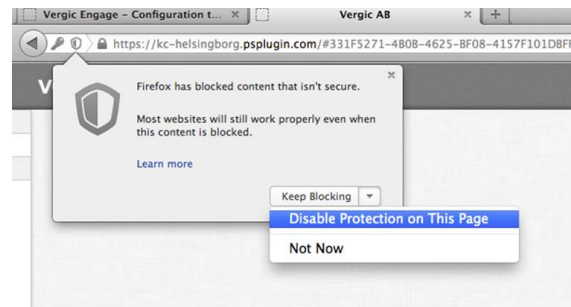 Vergic Engage – Configuration t... ×
Vergic AB × +
https://kc-helsingborg.psplugin.com/#331F5271-4B0B-4625-BF08-4157F101DBFF
V
Firefox has blocked content that isn't secure. ×
Most websites will still work properly even when
this content is blocked.
Learn more
Keep Blocking
Disable Protection on This Page
Not Now